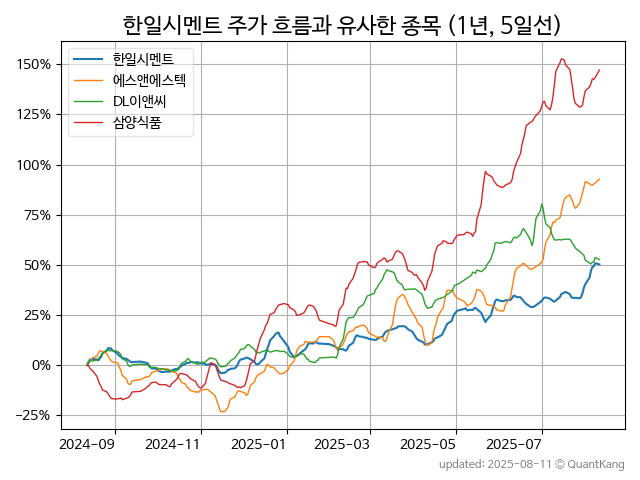 한일시멘트 주가 흐름과 유사한 종목 (1년, 5일선)
한일시멘트
에스앤에스텍
DL이앤씨
삼양식품
150%
125%
100%
75%
50%
25%
0%
−25%
2024-09 2024-11 2025-01 2025-03 2025-05 2025-07
updated: 2025-08-11 © QuantKang